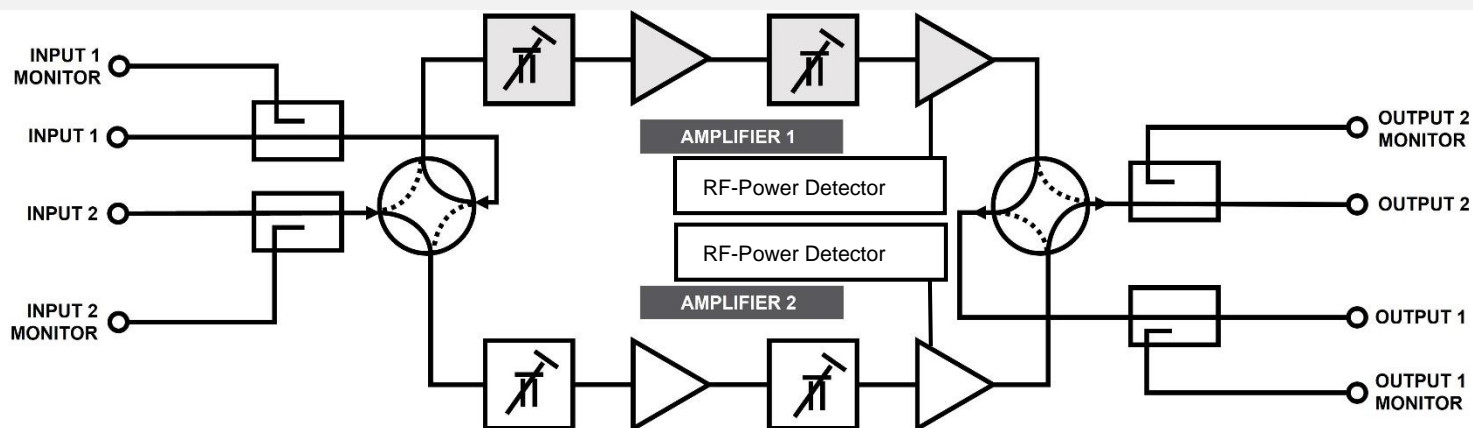 INPUT 1
MONITOR
INPUT 1
INPUT 2
INPUT 2
MONITOR
AMPLIFIER 1
RF-Power Detector
RF-Power Detector
AMPLIFIER 2
OUTPUT 2
MONITOR
OUTPUT 2
OUTPUT 1
OUTPUT 1
MONITOR